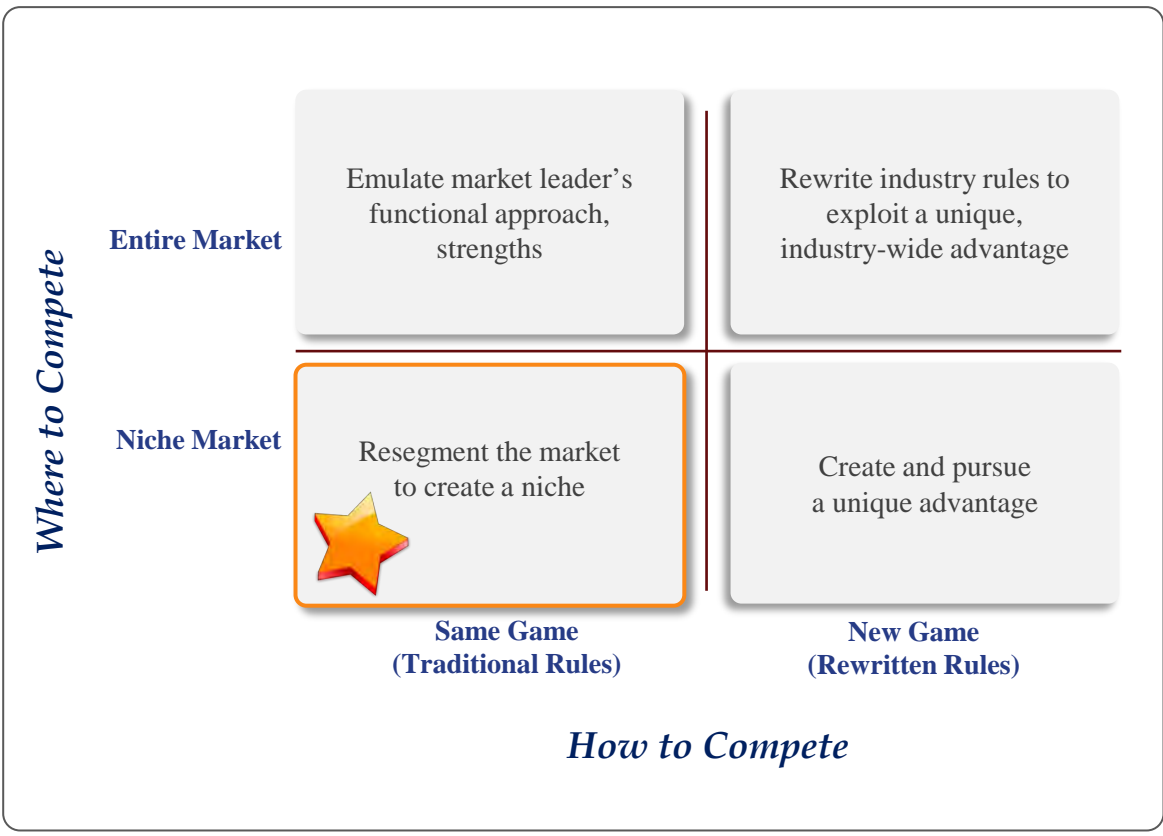 Where to Compete
Entire Market
Emulate market leader’s
functional approach,
strengths
Rewrite industry rules to
exploit a unique,
industry-wide advantage
Niche Market
Resegment the market
to create a niche
Create and pursue
a unique advantage
Same Game
(Traditional Rules)
New Game
(Rewritten Rules)
How to Compete